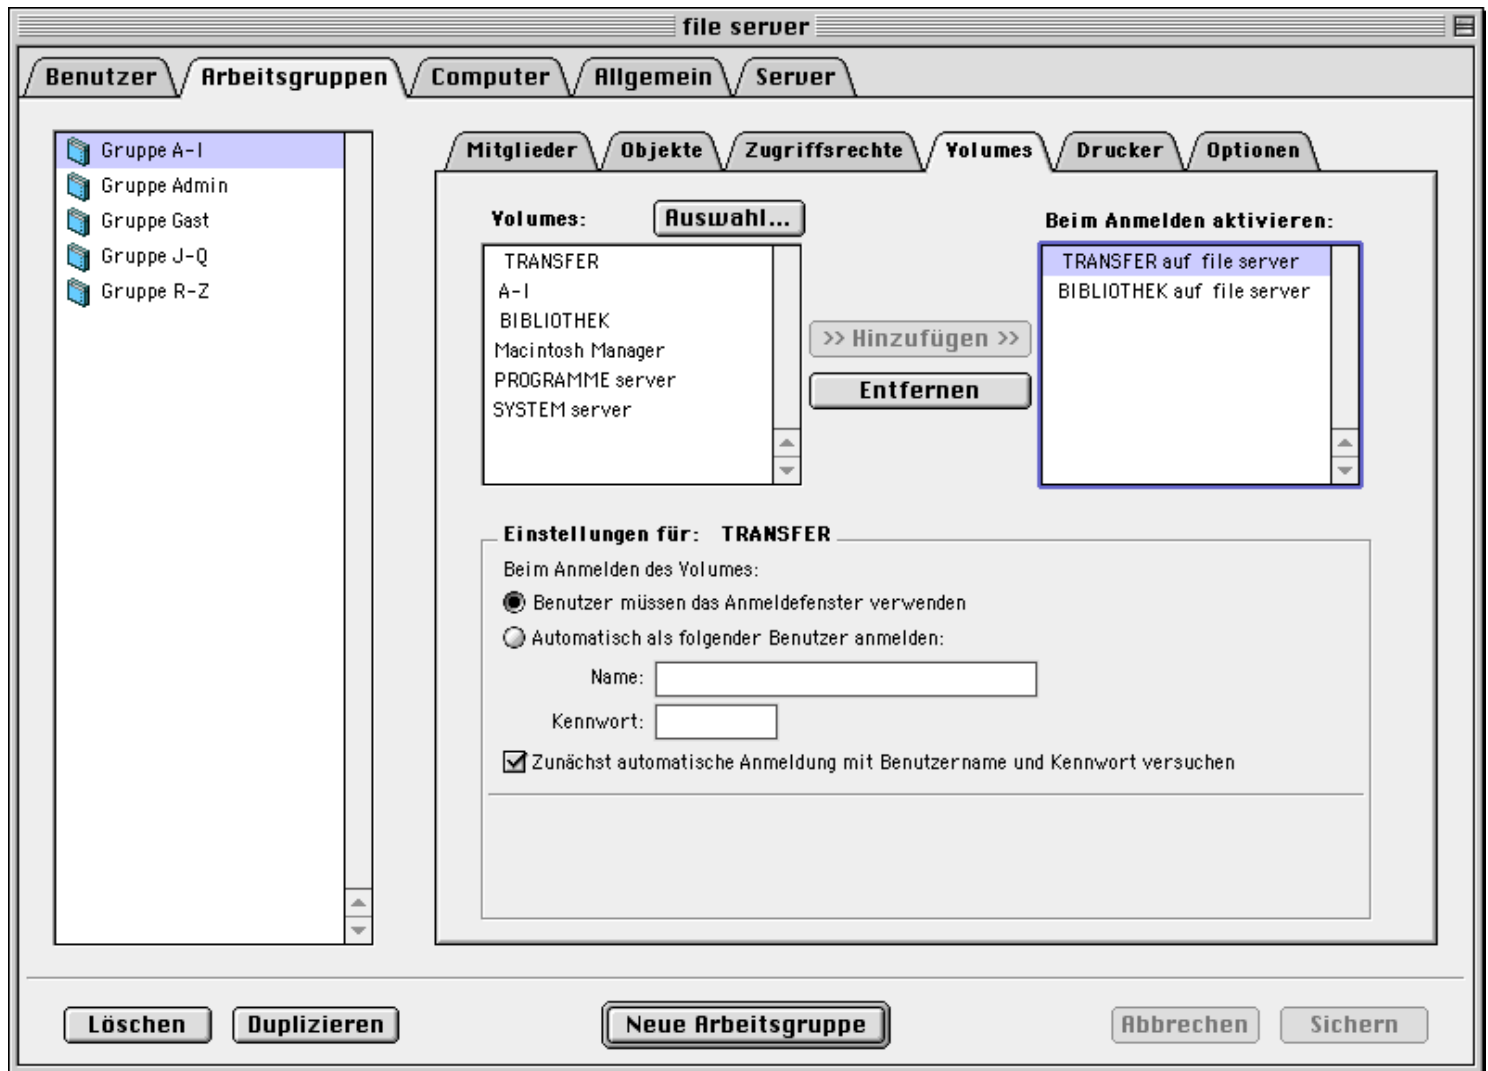 file server
Benutzer Arbeitsgruppen Computer Allgemein Server
Gruppe A-I
Gruppe Admin
Gruppe Gast
Gruppe J-Q
Gruppe R-Z
Mitglieder Objekte Zugriffsrechte Volumes Drucker Optionen
Volumes: Auswahl...
TRANSFER
A-I
BIBLIOTHEK
Macintosh Manager
PROGRAMME server
SYSTEM server
>> Hinzufügen >>
Entfernen
Beim Anmelden aktivieren:
TRANSFER auf file server
BIBLIOTHEK auf file server
Einstellungen für: TRANSFER
Beim Anmelden des Volumes:
Benutzer müssen das Anmeldefenster verwenden
Automatisch als folgender Benutzer anmelden:
Name:
Kennwort:
Zunächst automatische Anmeldung mit Benutzername und Kennwort versuchen
Löschen Duplizieren Neue Arbeitsgruppe Abbrechen Sichern